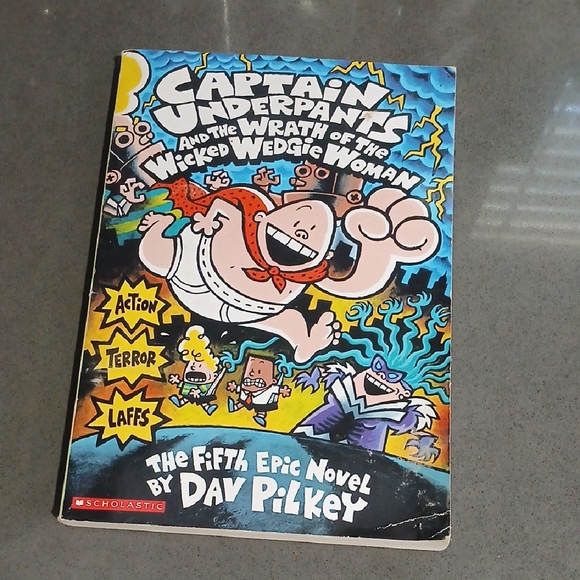 CAPTAIN
UNDERPANTS
AND THE WRATH OF THE
WICKED WEDGIE WOMAN
ACTION
TERROR
LAFFS
THE FIFTH EPIC NOVEL
BY DAV PILKEY
SCHOLASTIC